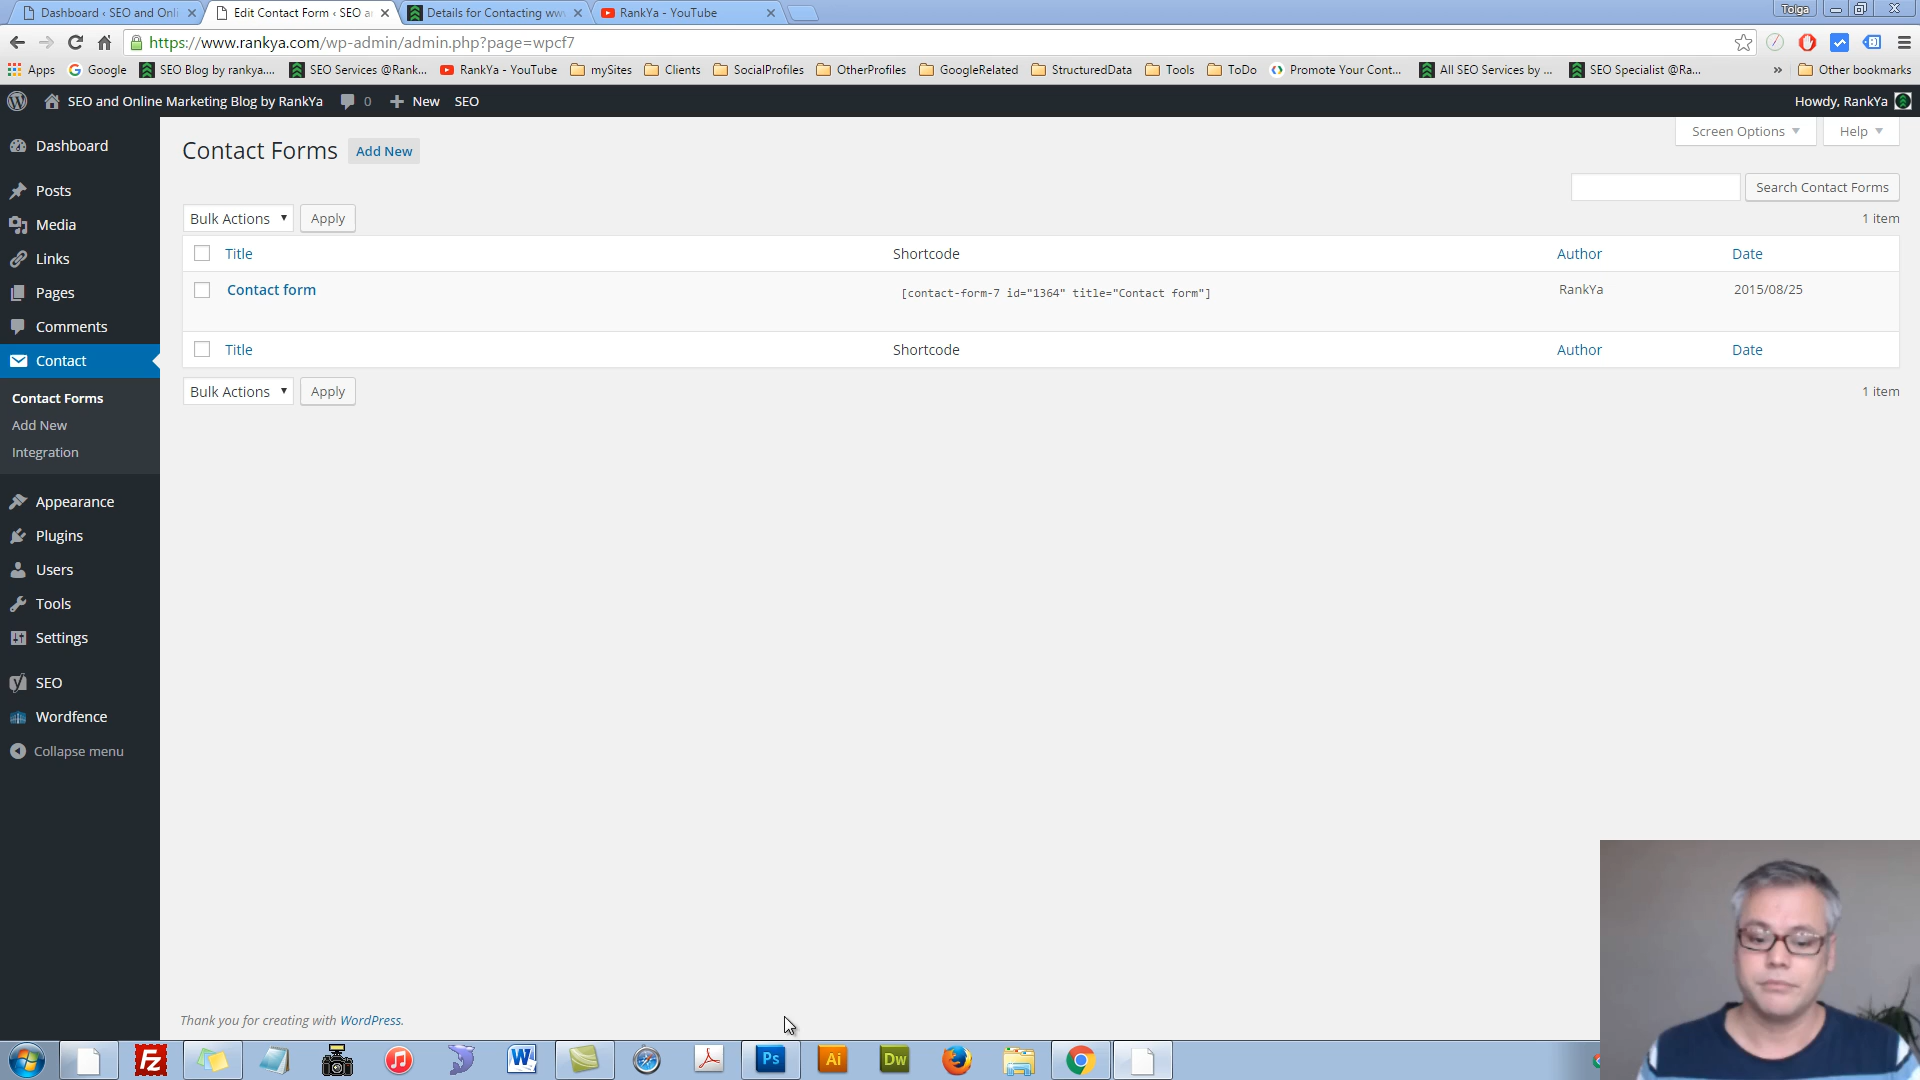 Dashboard ‹ SEO and Onli
Edit Contact Form ‹ SEO a
Details for Contacting ww
RankYa - YouTube
Tolga
https://www.rankya.com/wp-admin/admin.php?page=wpcf7
Apps
Google
SEO Blog by rankya....
SEO Services @Rank...
RankYa - YouTube
mySites
Clients
SocialProfiles
OtherProfiles
GoogleRelated
StructuredData
Tools
ToDo
Promote Your Cont...
All SEO Services by ...
SEO Specialist @Ra...
»
Other bookmarks
SEO and Online Marketing Blog by RankYa
0
New
SEO
Howdy, RankYa
Dashboard
Posts
Media
Links
Pages
Comments
Contact
Contact Forms
Add New
Integration
Appearance
Plugins
Users
Tools
Settings
SEO
Wordfence
Collapse menu
Contact Forms
Add New
Screen Options
Help
Search Contact Forms
Bulk Actions
Apply
1 item
Title Shortcode Author Date
Contact form [contact-form-7 id="1364" title="Contact form"] RankYa 2015/08/25
Title Shortcode Author Date
Bulk Actions
Apply
1 item
Thank you for creating with WordPress.
Fz
W
Ps
Ai
Dw